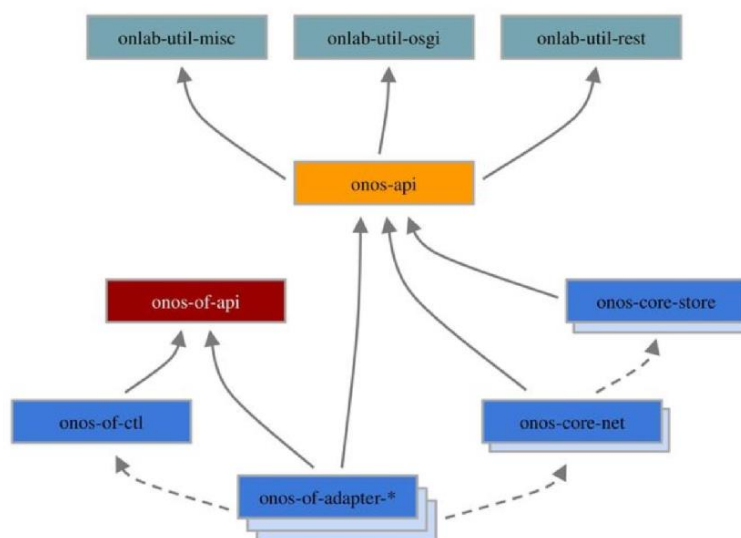 onlab-util-misc
onlab-util-osgi
onlab-util-rest
onos-api
onos-of-api
onos-core-store
onos-of-ctl
onos-core-net
onos-of-adapter-*